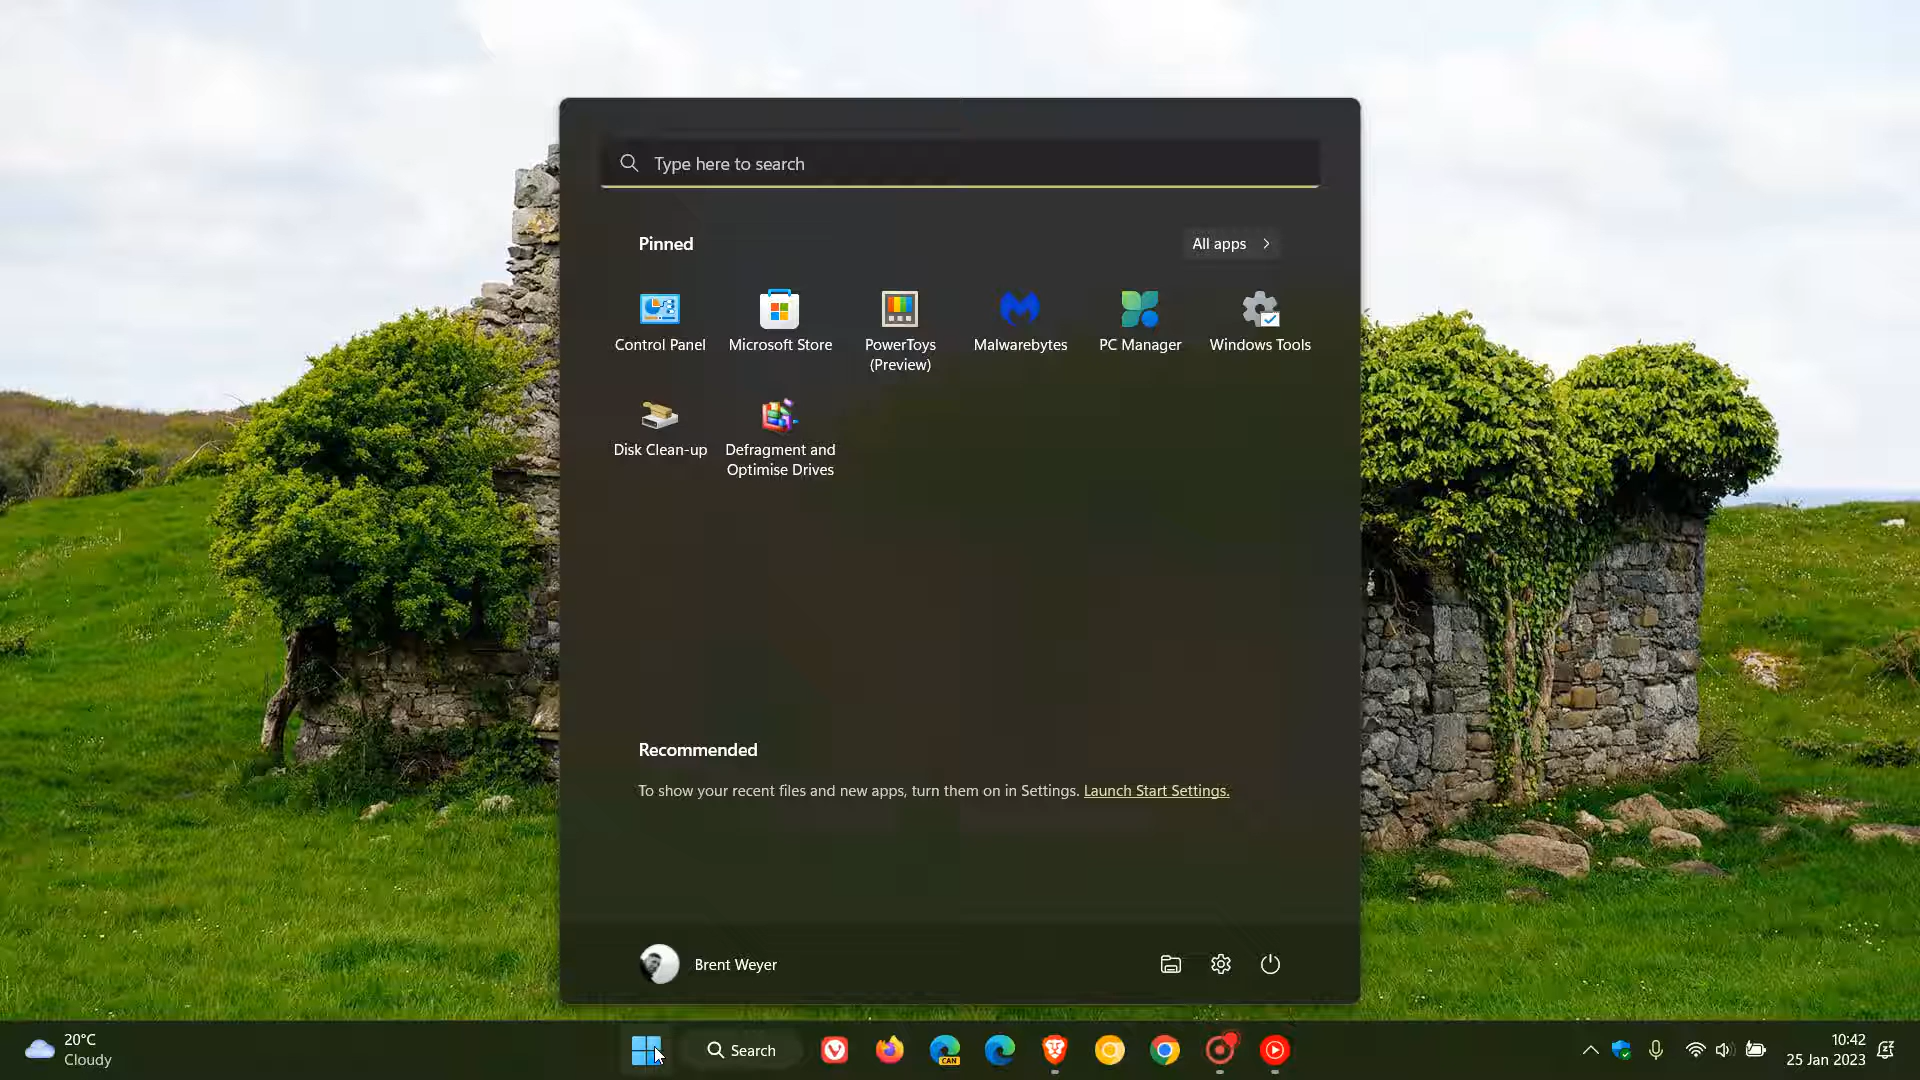 Type here to search
Pinned
All apps
Control Panel
Microsoft Store
PowerToys
(Preview)
Malwarebytes
PC Manager
Windows Tools
Disk Clean-up
Defragment and
Optimise Drives
Recommended
To show your recent files and new apps, turn them on in Settings. Launch Start Settings.
Brent Weyer
20°C
Cloudy
Search
CAN
10:42
25 Jan 2023